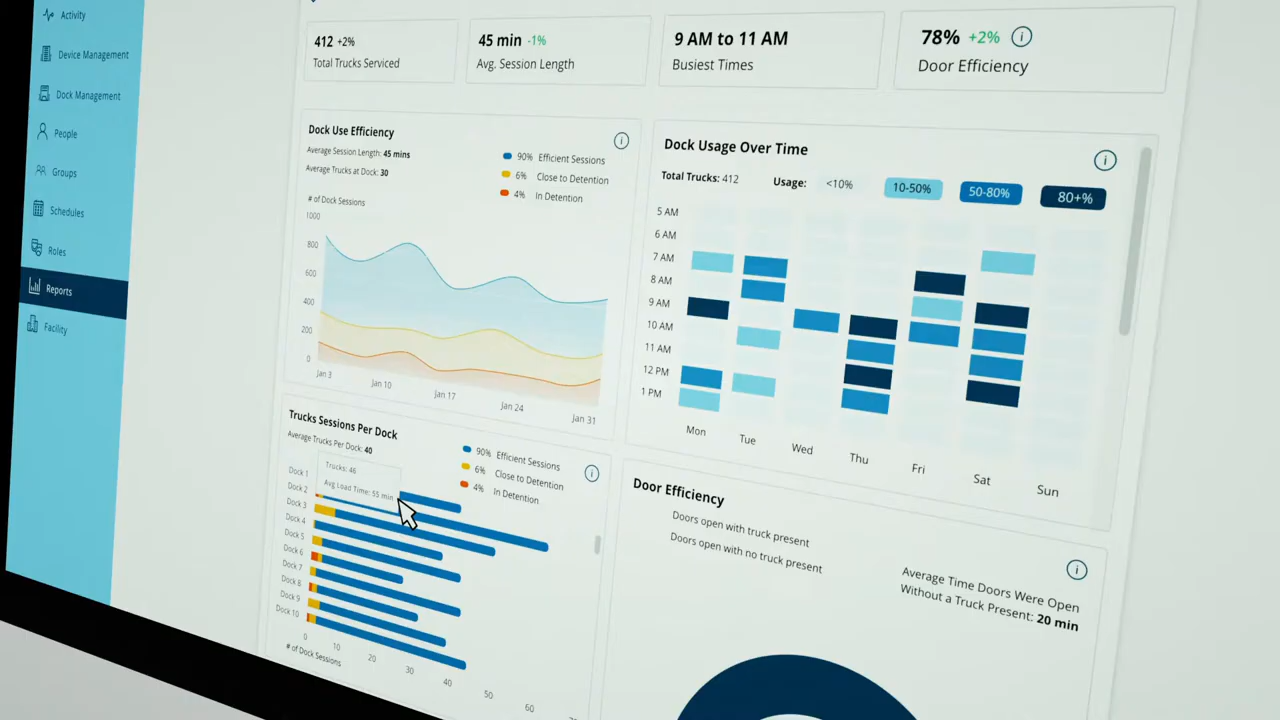 Activity
Device Management
Dock Management
People
Groups
Schedules
Roles
Reports
Facility
412 +2%
Total Trucks Serviced
45 min -1%
Avg. Session Length
9 AM to 11 AM
Busiest Times
78% +2%
Door Efficiency
Dock Use Efficiency
Average Session Length: 45 mins
Average Trucks at Dock: 30
90% Efficient Sessions
6% Close to Detention
4% In Detention
# of Dock Sessions
1000
800
600
400
200
0
Jan 3
Jan 10
Jan 17
Jan 24
Jan 31
Dock Usage Over Time
Total Trucks: 412
Usage:
<10%
10-50%
50-80%
80+%
5 AM
6 AM
7 AM
8 AM
9 AM
10 AM
11 AM
12 PM
1 PM
Mon
Tue
Wed
Thu
Fri
Sat
Sun
Trucks Sessions Per Dock
Average Trucks Per Dock: 40
90% Efficient Sessions
6% Close to Detention
4% In Detention
Trucks: 46
Avg Load Time: 55 min
Dock 1
Dock 2
Dock 3
Dock 4
Dock 5
Dock 6
Dock 7
Dock 8
Dock 9
Dock 10
0
10
20
30
40
50
60
# of Dock Sessions
Door Efficiency
Doors open with truck present
Doors open with no truck present
Average Time Doors Were Open
Without a Truck Present: 20 min